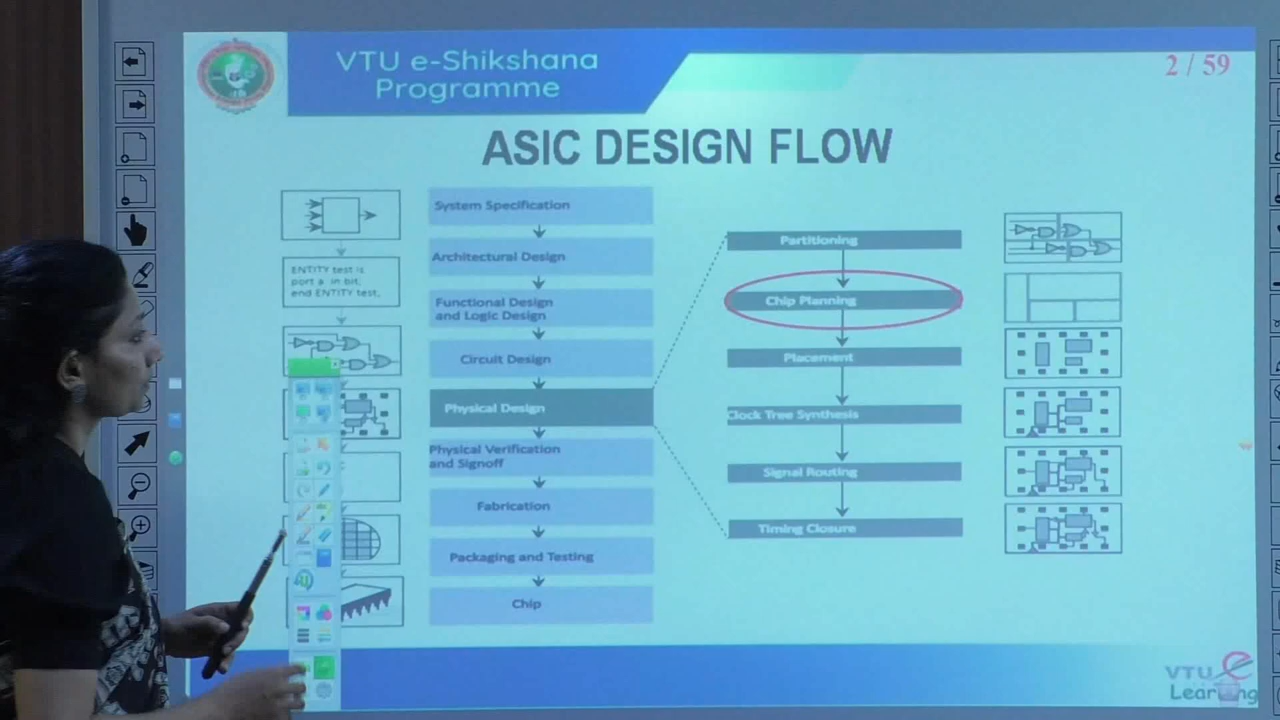 VTU e-Shikshana
Programme
2 / 59
ASIC DESIGN FLOW
ENTITY test is
port a in bit;
end ENTITY test,
System Specification
Architectural Design
Functional Design
and Logic Design
Circuit Design
Physical Design
Physical Verification
and Signoff
Fabrication
Packaging and Testing
Chip
Partitioning
Chip Planning
Placement
Clock Tree Synthesis
Signal Routing
Timing Closure
VTU e
Learning